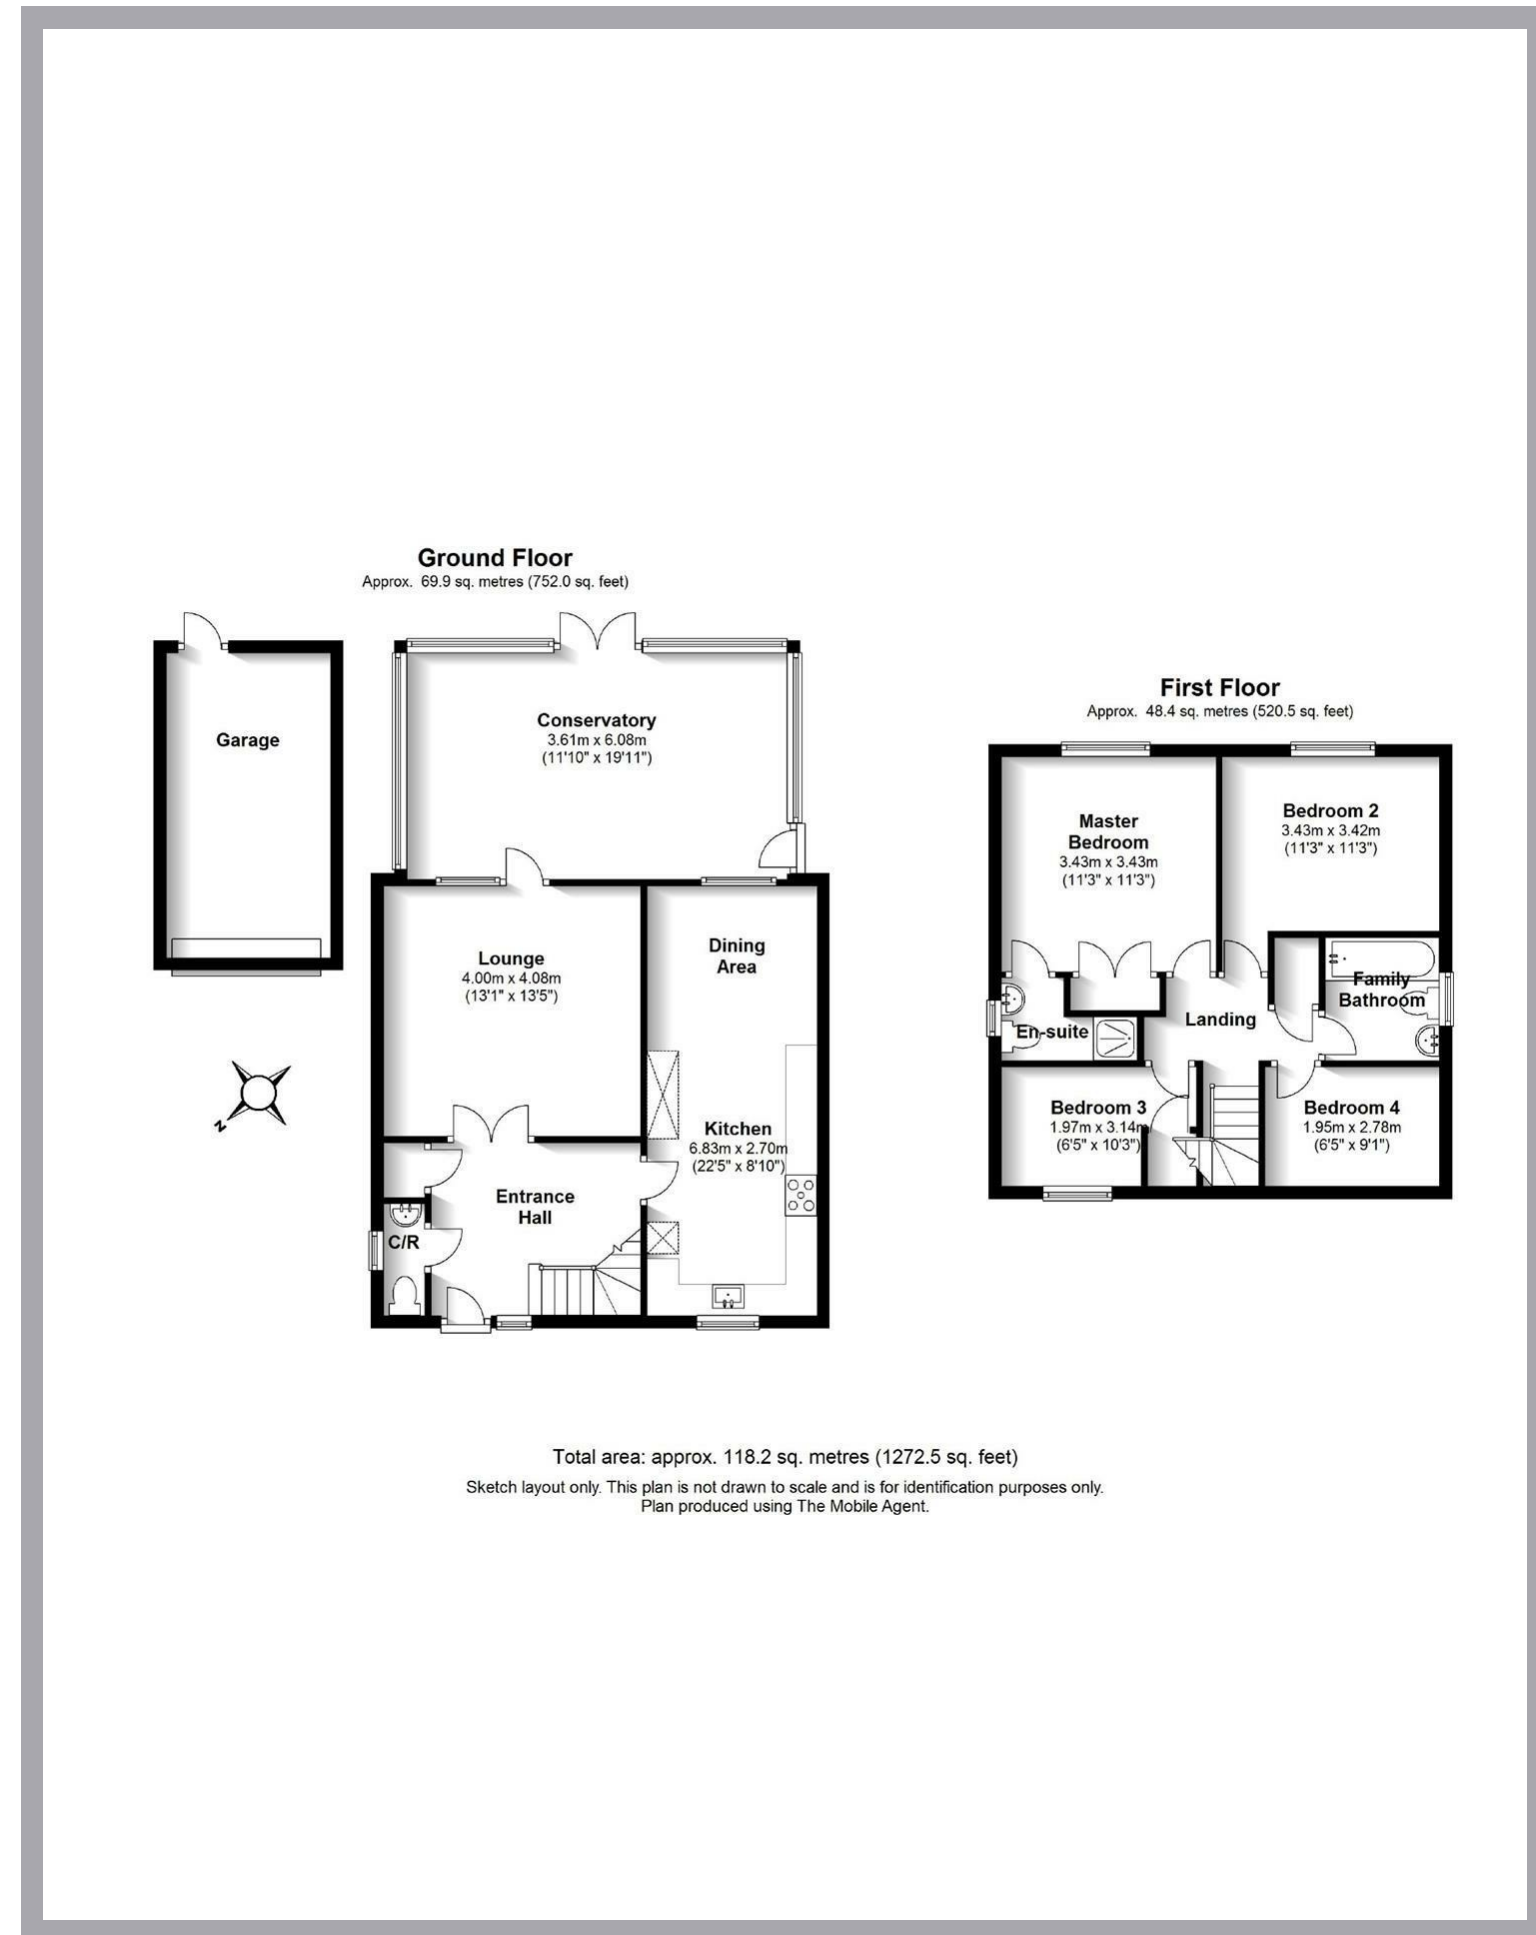 Ground Floor
Approx. 69.9 sq. metres (752.0 sq. feet)
Garage
Conservatory
3.61m x 6.08m
(11'10" x 19'11")
Lounge
4.00m x 4.08m
(13'1" x 13'5")
Dining
Area
Kitchen
6.83m x 2.70m
(22'5" x 8'10")
Entrance
Hall
C/R
N
First Floor
Approx. 48.4 sq. metres (520.5 sq. feet)
Master
Bedroom
3.43m x 3.43m
(11'3" x 11'3")
Bedroom 2
3.43m x 3.42m
(11'3" x 11'3")
Family
Bathroom
En-suite
Landing
Bedroom 3
1.97m x 3.14m
(6'5" x 10'3")
Bedroom 4
1.95m x 2.78m
(6'5" x 9'1")
Total area: approx. 118.2 sq. metres (1272.5 sq. feet)
Sketch layout only. This plan is not drawn to scale and is for identification purposes only.
Plan produced using The Mobile Agent.